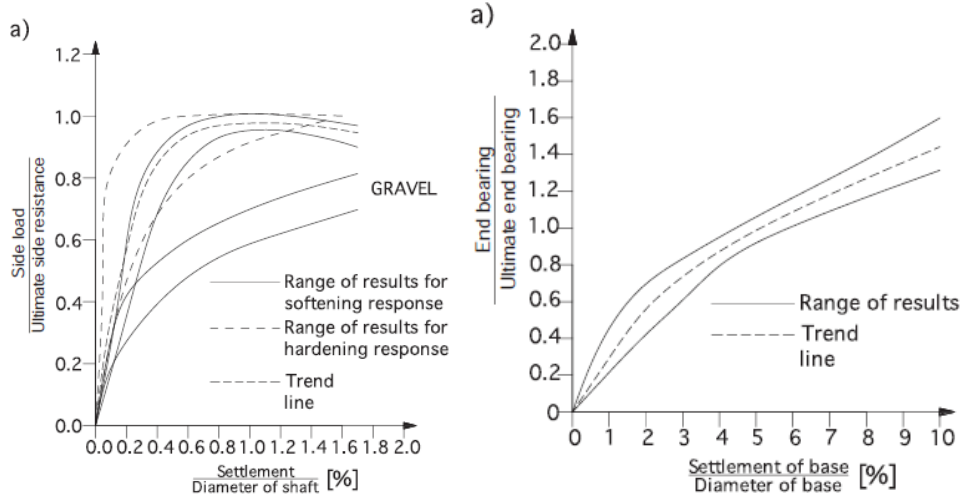 a)
1.2
1.0
0.8
0.6
0.4
0.2
0.0
Side load
Ultimate side resistance
GRAVEL
Range of results for
softening response
Range of results for
hardening response
Trend
line
0.0 0.2 0.4 0.6 0.8 1.0 1.2 1.4 1.6 1.8 2.0
Settlement
Diameter of shaft [%]
a)
2.0
1.8
1.6
1.4
1.2
1.0
0.8
0.6
0.4
0.2
0
End bearing
Ultimate end bearing
Range of results
Trend
line
0 1 2 3 4 5 6 7 8 9 10
Settlement of base
Diameter of base [%]